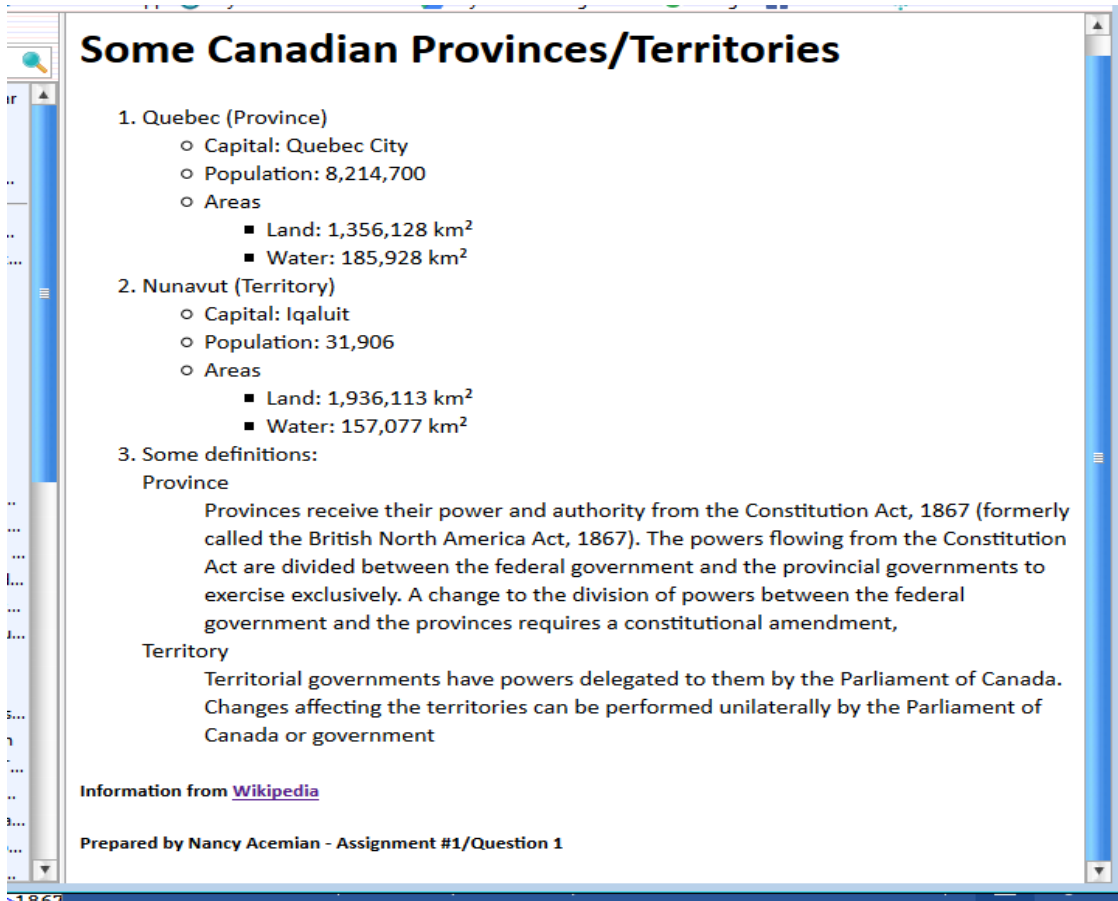 Some Canadian Provinces/Territories
1. Quebec (Province)
Capital: Quebec City
Population: 8,214,700
Areas
Land: 1,356,128 km²
Water: 185,928 km²
2. Nunavut (Territory)
Capital: Iqaluit
Population: 31,906
Areas
Land: 1,936,113 km²
Water: 157,077 km²
3. Some definitions:
Province
Provinces receive their power and authority from the Constitution Act, 1867 (formerly
called the British North America Act, 1867). The powers flowing from the Constitution
Act are divided between the federal government and the provincial governments to
exercise exclusively. A change to the division of powers between the federal
government and the provinces requires a constitutional amendment,
Territory
Territorial governments have powers delegated to them by the Parliament of Canada.
Changes affecting the territories can be performed unilaterally by the Parliament of
Canada or government
Information from Wikipedia
Prepared by Nancy Acemian - Assignment #1/Question 1